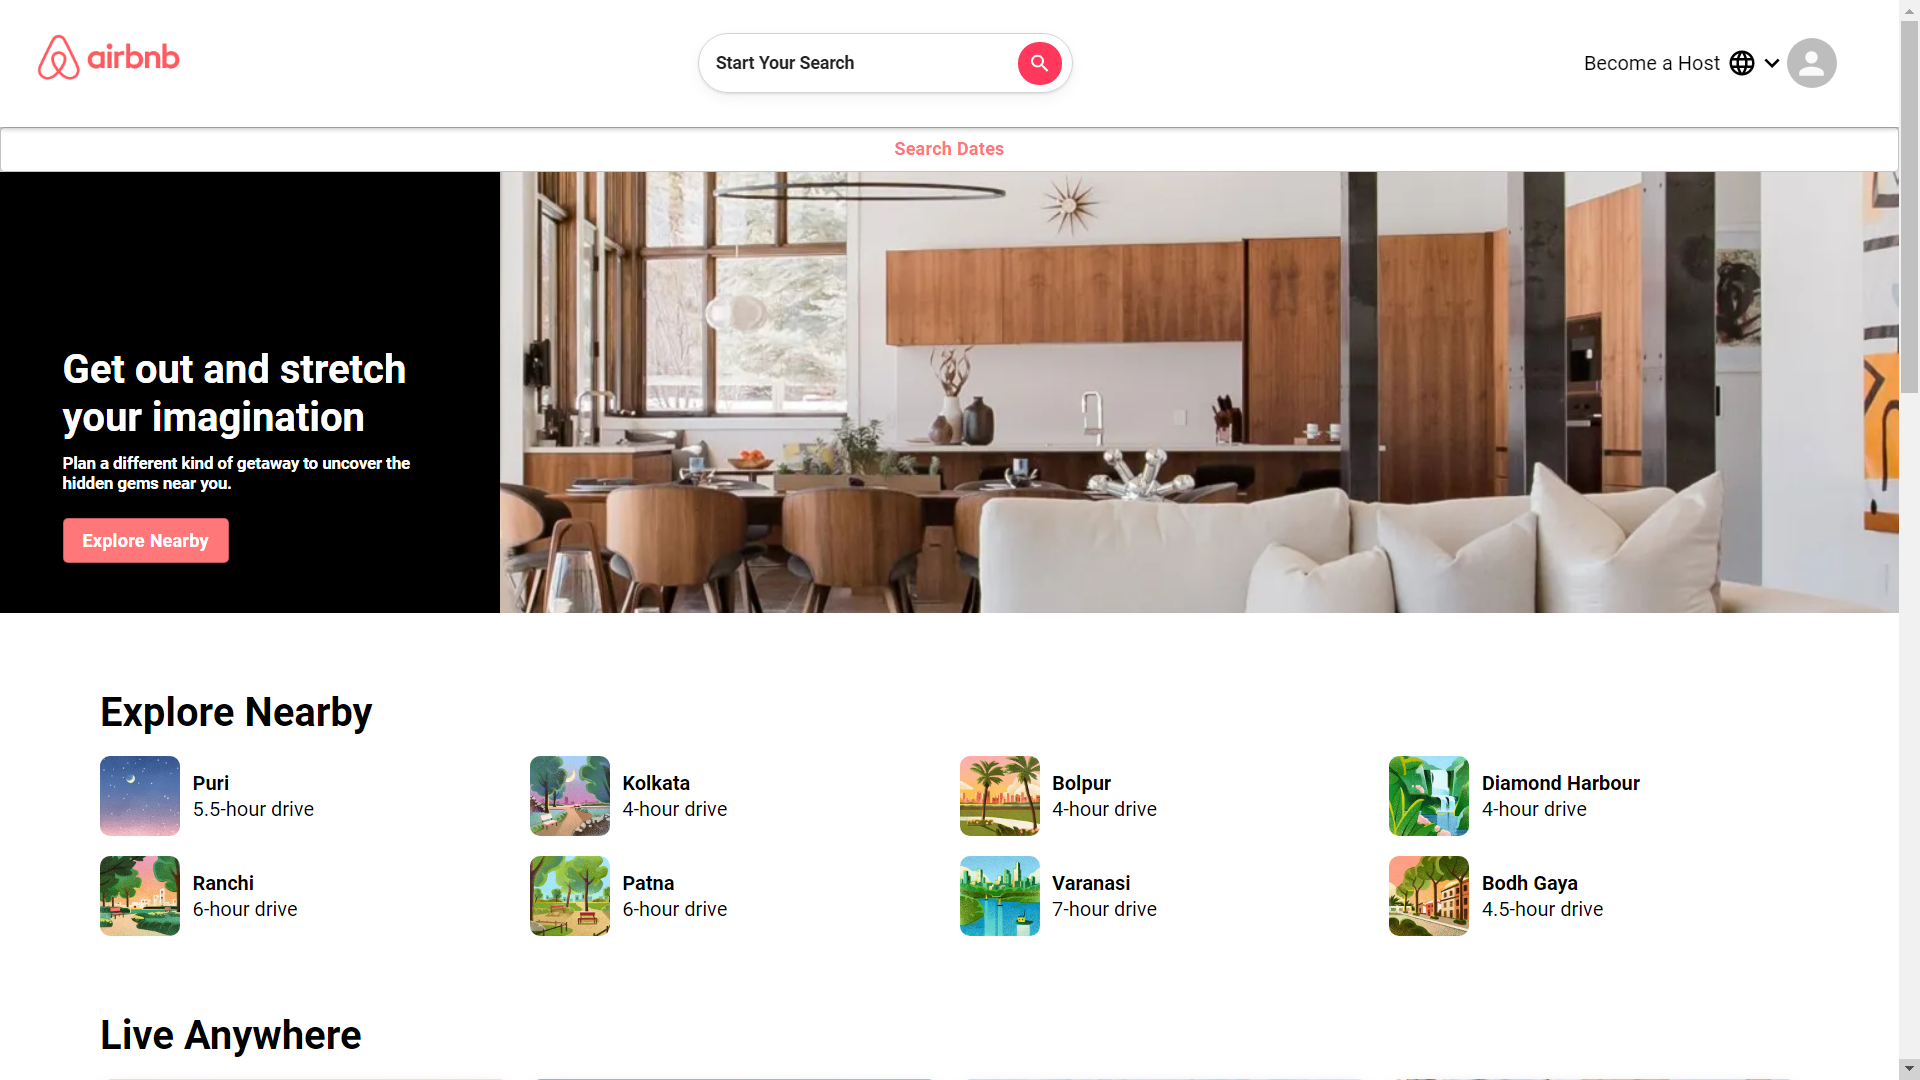 airbnb
Start Your Search
Become a Host
Search Dates
Get out and stretch
your imagination
Plan a different kind of getaway to uncover the
hidden gems near you.
Explore Nearby
Explore Nearby
Puri
5.5-hour drive
Kolkata
4-hour drive
Bolpur
4-hour drive
Diamond Harbour
4-hour drive
Ranchi
6-hour drive
Patna
6-hour drive
Varanasi
7-hour drive
Bodh Gaya
4.5-hour drive
Live Anywhere